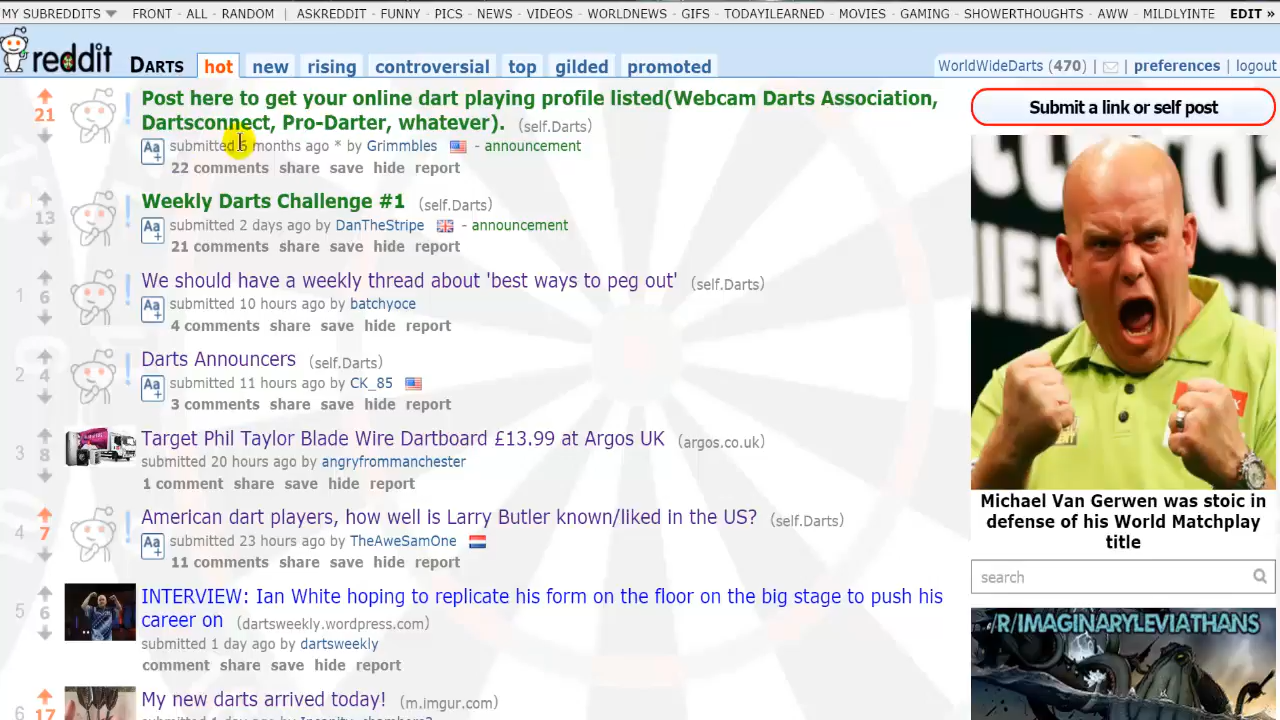 MY SUBREDDITS FRONT - ALL - RANDOM | ASKREDDIT - FUNNY - PICS - NEWS - VIDEOS - WORLDNEWS - GIFS - TODAYILEARNED - MOVIES - GAMING - SHOWERTHOUGHTS - AWW - MILDLYINTE EDIT »
reddit DARTS hot new rising controversial top gilded promoted WorldWideDarts (470) | | preferences | logout
21 Post here to get your online dart playing profile listed(Webcam Darts Association,
Dartsconnect, Pro-Darter, whatever). (self.Darts)
Aa+ submitted 6 months ago * by Grimmbles - announcement
22 comments share save hide report
13 Weekly Darts Challenge #1 (self.Darts)
Aa+ submitted 2 days ago by DanTheStripe - announcement
21 comments share save hide report
1 6 We should have a weekly thread about 'best ways to peg out' (self.Darts)
Aa+ submitted 10 hours ago by batchyoce
4 comments share save hide report
2 4 Darts Announcers (self.Darts)
Aa+ submitted 11 hours ago by CK_85
3 comments share save hide report
3 8 Target Phil Taylor Blade Wire Dartboard £13.99 at Argos UK (argos.co.uk)
submitted 20 hours ago by angryfrommanchester
1 comment share save hide report
4 7 American dart players, how well is Larry Butler known/liked in the US? (self.Darts)
Aa+ submitted 23 hours ago by TheAweSamOne
11 comments share save hide report
5 6 INTERVIEW: Ian White hoping to replicate his form on the floor on the big stage to push his
career on (dartsweekly.wordpress.com)
submitted 1 day ago by dartsweekly
comment share save hide report
6 17 My new darts arrived today! (m.imgur.com)
Submit a link or self post
Michael Van Gerwen was stoic in
defense of his World Matchplay
title
search
/R/IMAGINARYLEVIATHANS